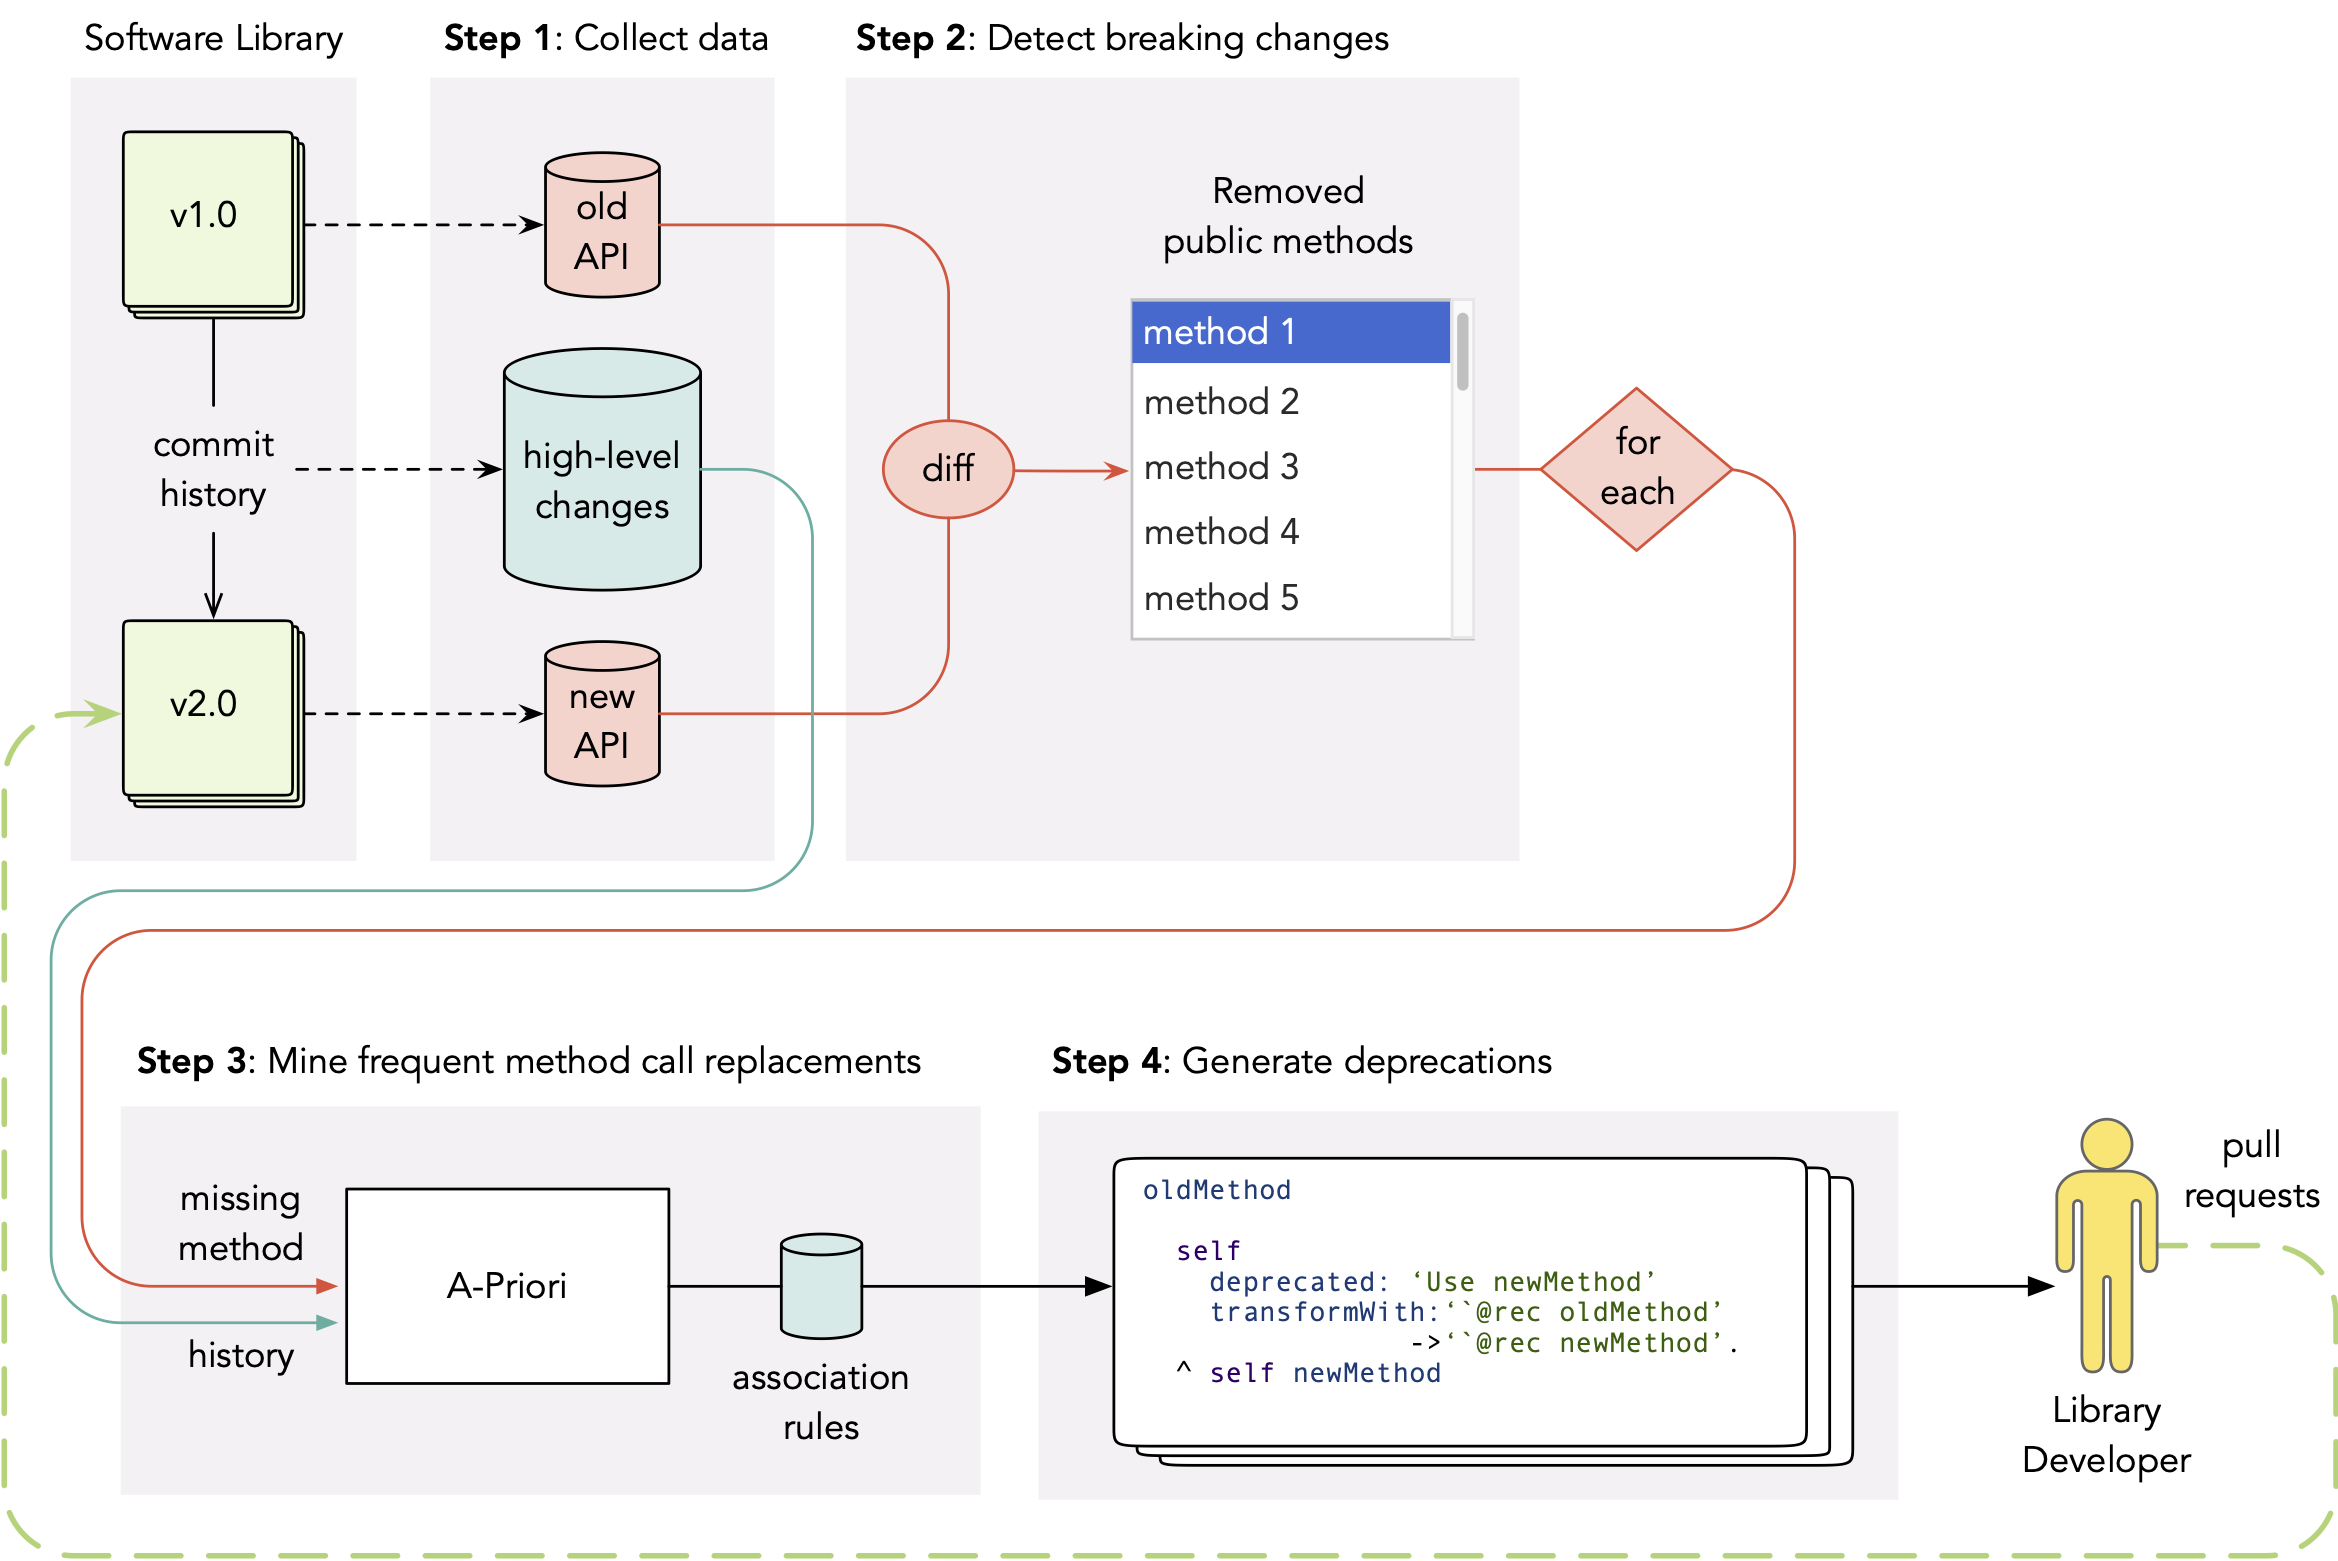 Software Library
Step 1: Collect data
Step 2: Detect breaking changes
v1.0
commit
history
v2.0
old
API
high-level
changes
new
API
diff
Removed
public methods
method 1
method 2
method 3
method 4
method 5
for
each
Step 3: Mine frequent method call replacements
missing
method
history
A-Priori
association
rules
Step 4: Generate deprecations
oldMethod
self
deprecated: ‘Use newMethod’
transformWith:‘`@rec oldMethod’
->‘`@rec newMethod’.
^ self newMethod
Library
Developer
pull
requests